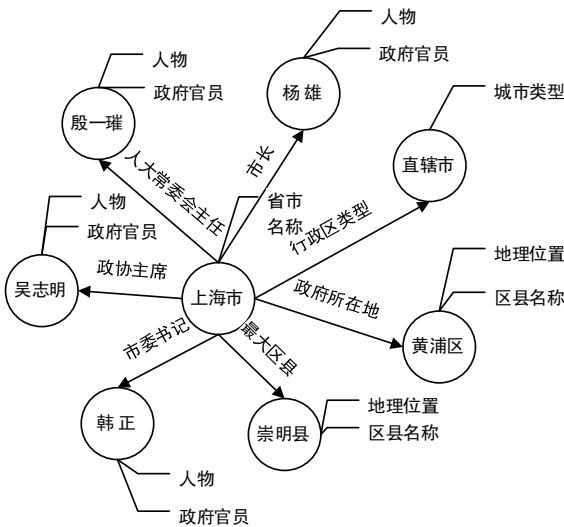 人物
政府官员
杨雄
人物
政府官员
殷一璀
城市类型
直辖市
人大常委会主任
市长
省市
名称
行政区类型
人物
政府官员
吴志明
政协主席
上海市
政府所在地
地理位置
区县名称
黄浦区
市委书记
最大区县
韩正
人物
政府官员
崇明县
地理位置
区县名称